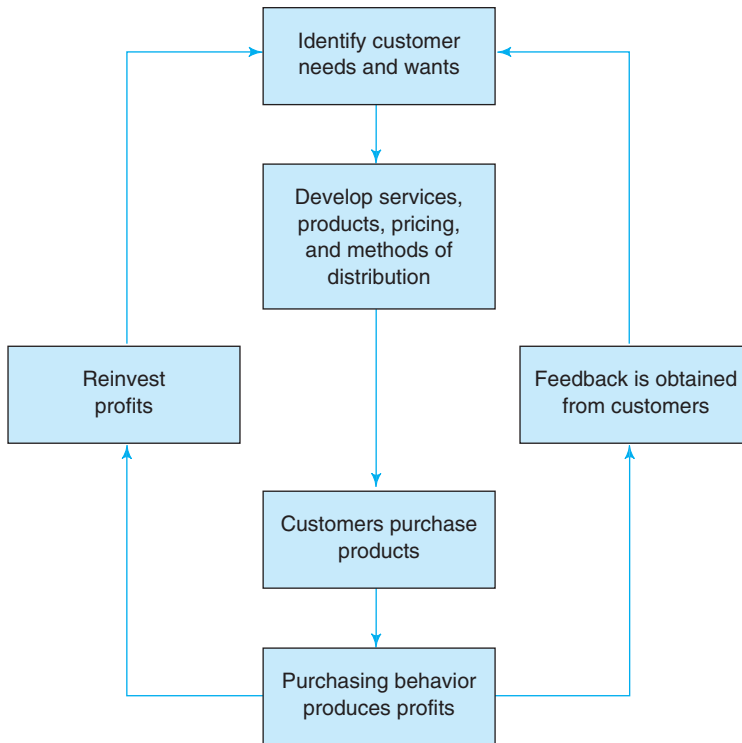 Identify customer
needs and wants
Develop services,
products, pricing,
and methods of
distribution
Reinvest
profits
Feedback is obtained
from customers
Customers purchase
products
Purchasing behavior
produces profits